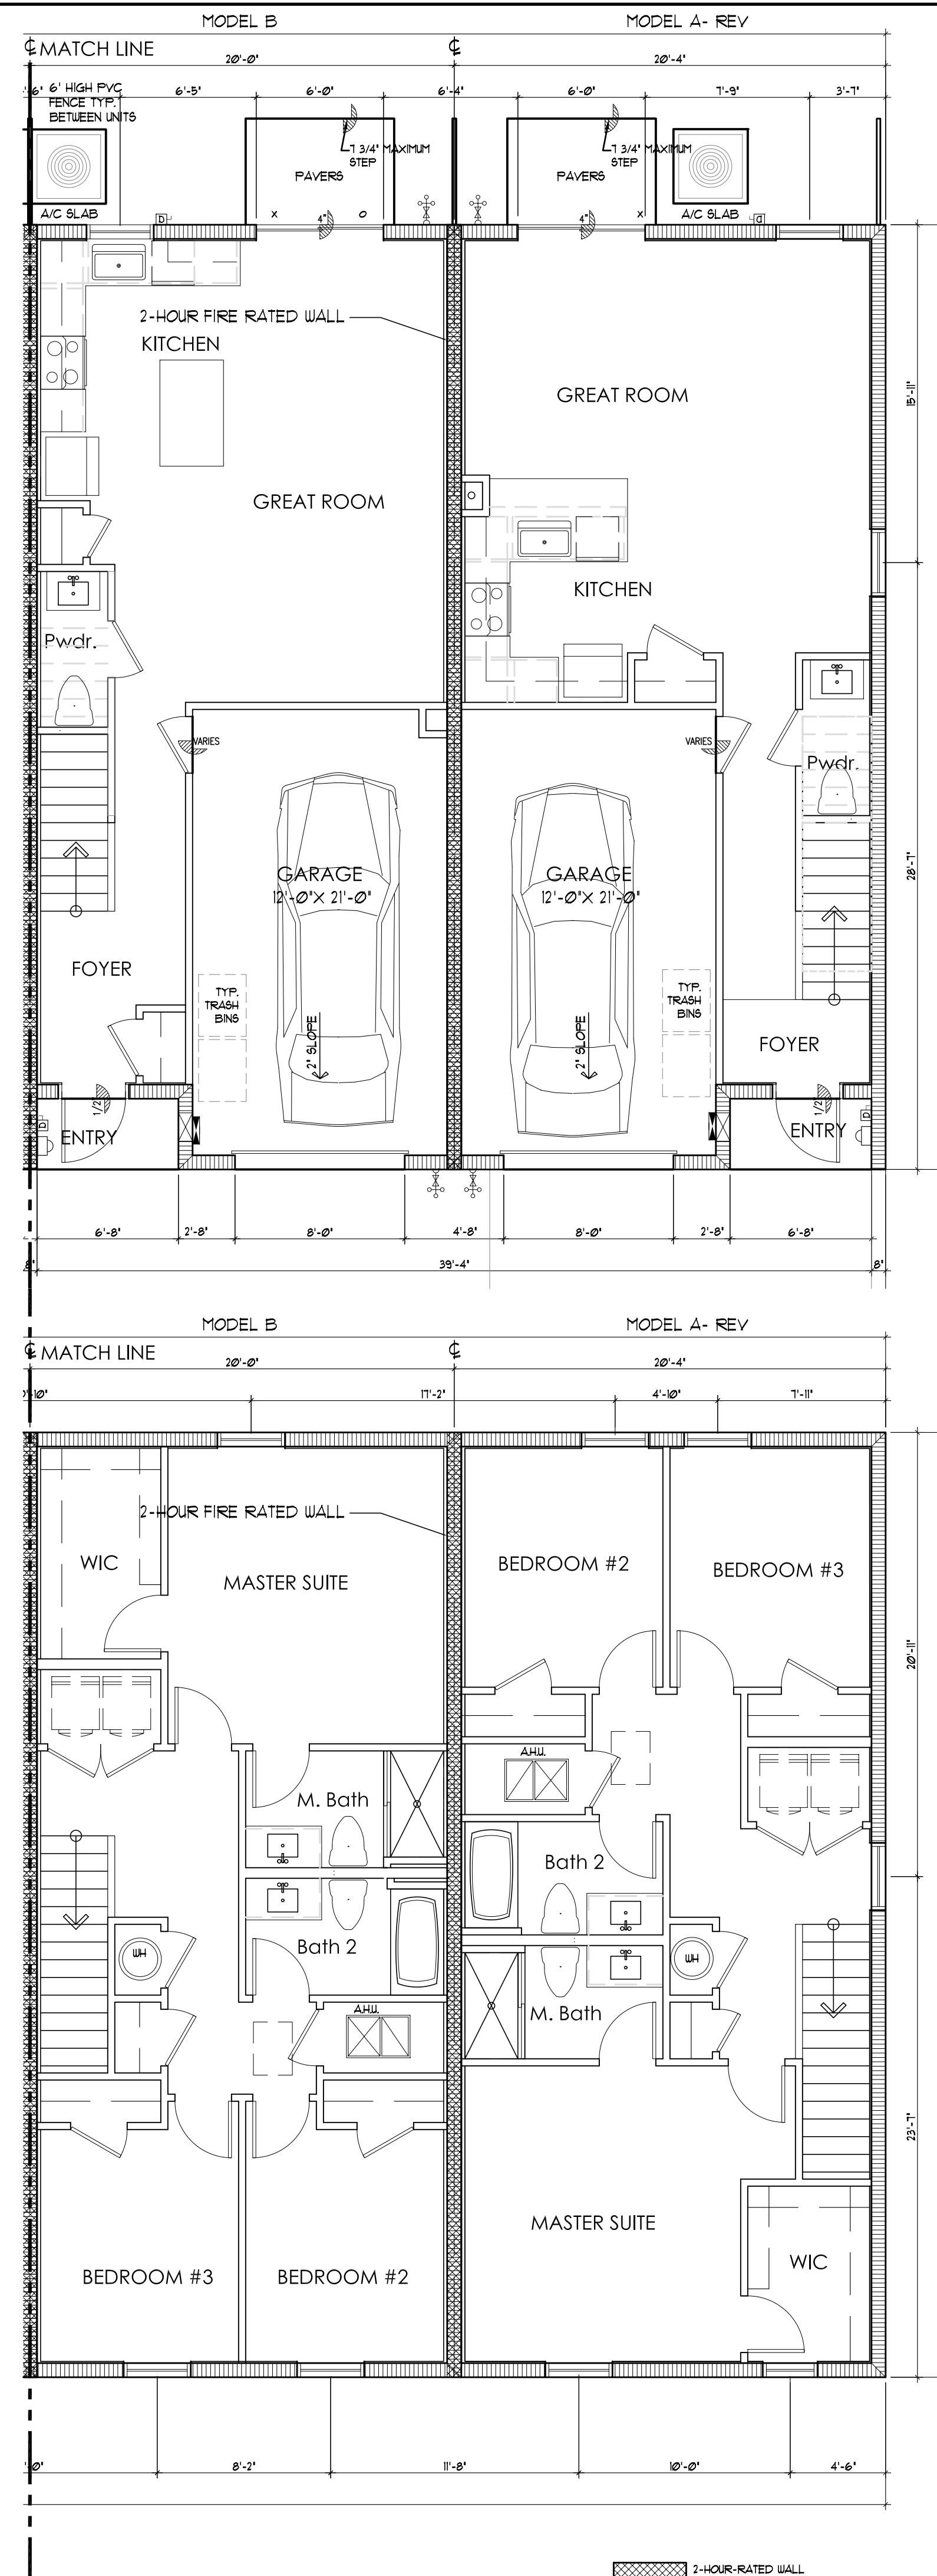 MODEL B
MODEL A- REV
℄ MATCH LINE
℄
20'-0"
20'-4"
6' HIGH PVC
FENCE TYP.
BETWEEN UNITS
6'-5"
6'-0"
6'-4"
6'-0"
7'-9"
3'-7"
7 3/4" MAXIMUM
STEP
7 3/4" MAXIMUM
STEP
PAVERS
PAVERS
A/C SLAB
D
X
4"
O
4"
X
A/C SLAB
2-HOUR FIRE RATED WALL
KITCHEN
GREAT ROOM
15'-11"
GREAT ROOM
KITCHEN
Pwdr.
VARIES
VARIES
Pwdr.
GARAGE
12'-0"X 21'-0"
GARAGE
12'-0"X 21'-0"
28'-7"
FOYER
TYP.
TRASH
BINS
TYP.
TRASH
BINS
2" SLOPE
2" SLOPE
FOYER
1/2"
1/2"
D
D
ENTRY
ENTRY
6'-8"
2'-8"
8'-0"
4'-8"
8'-0"
2'-8"
6'-8"
8"
39'-4"
8"
MODEL B
MODEL A- REV
℄ MATCH LINE
℄
20'-0"
20'-4"
17'-2"
4'-10"
7'-11"
2-HOUR FIRE RATED WALL
WIC
MASTER SUITE
BEDROOM #2
BEDROOM #3
20'-11"
A.H.U.
M. Bath
Bath 2
Bath 2
WH
WH
A.H.U.
M. Bath
23'-7"
MASTER SUITE
WIC
BEDROOM #3
BEDROOM #2
8'-2"
11'-8"
10'-0"
4'-6"
2-HOUR-RATED WALL